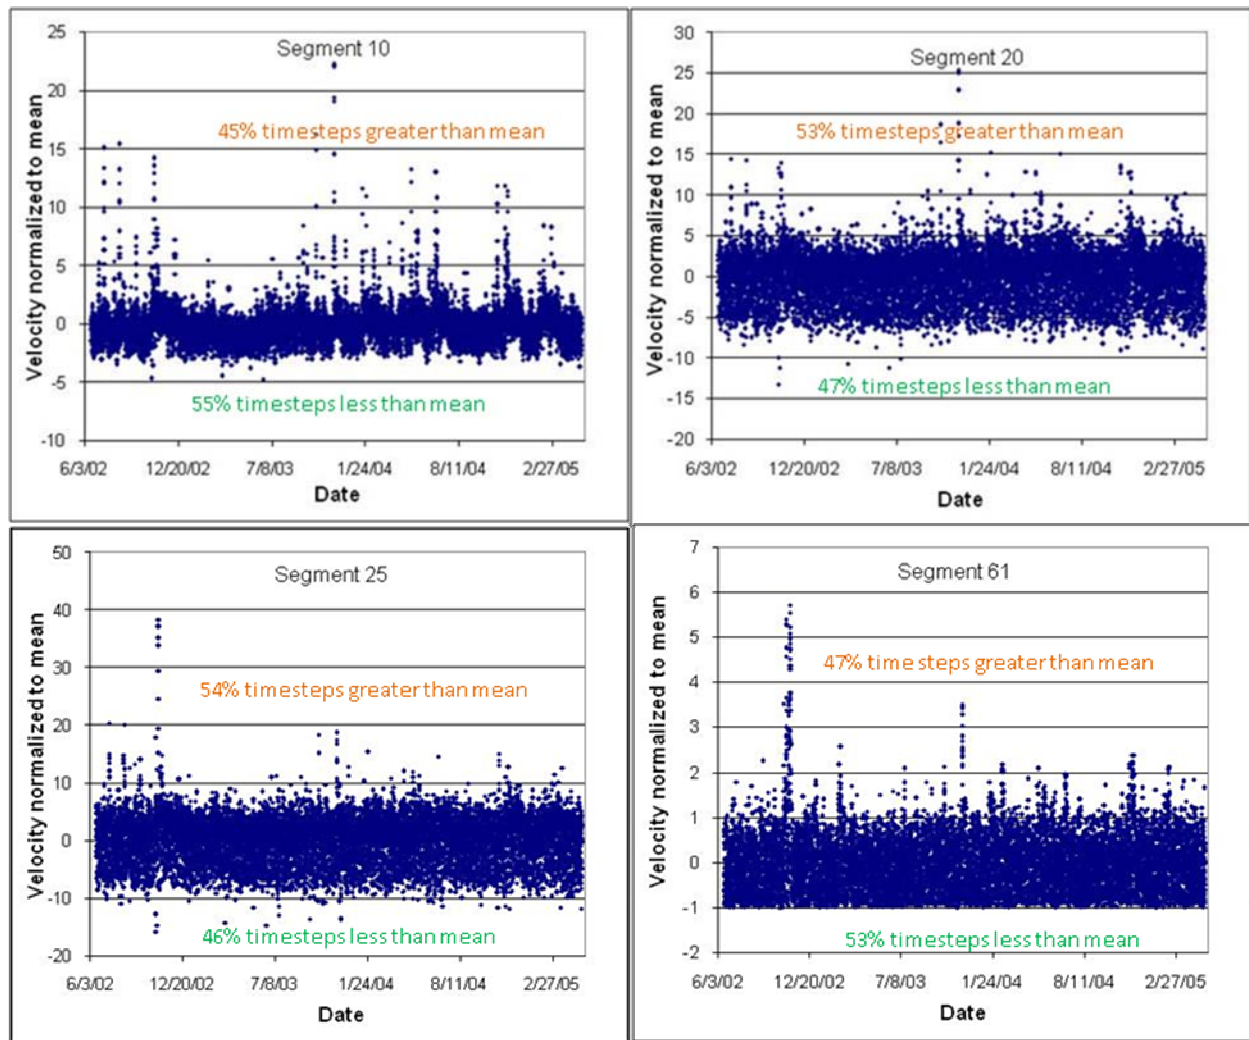 Segment 10
Velocity normalized to mean
25
20
15
10
5
0
-5
-10
45% timesteps greater than mean
55% timesteps less than mean
6/3/02 12/20/02 7/8/03 1/24/04 8/11/04 2/27/05
Date
Segment 20
Velocity normalized to mean
30
25
20
15
10
5
0
-5
-10
-15
-20
53% timesteps greater than mean
47% timesteps less than mean
6/3/02 12/20/02 7/8/03 1/24/04 8/11/04 2/27/05
Date
Segment 25
Velocity normalized to mean
50
40
30
20
10
0
-10
-20
54% timesteps greater than mean
46% timesteps less than mean
6/3/02 12/20/02 7/8/03 1/24/04 8/11/04 2/27/05
Date
Segment 61
Velocity normalized to mean
7
6
5
4
3
2
1
0
-1
-2
47% time steps greater than mean
53% timesteps less than mean
6/3/02 12/20/02 7/8/03 1/24/04 8/11/04 2/27/05
Date